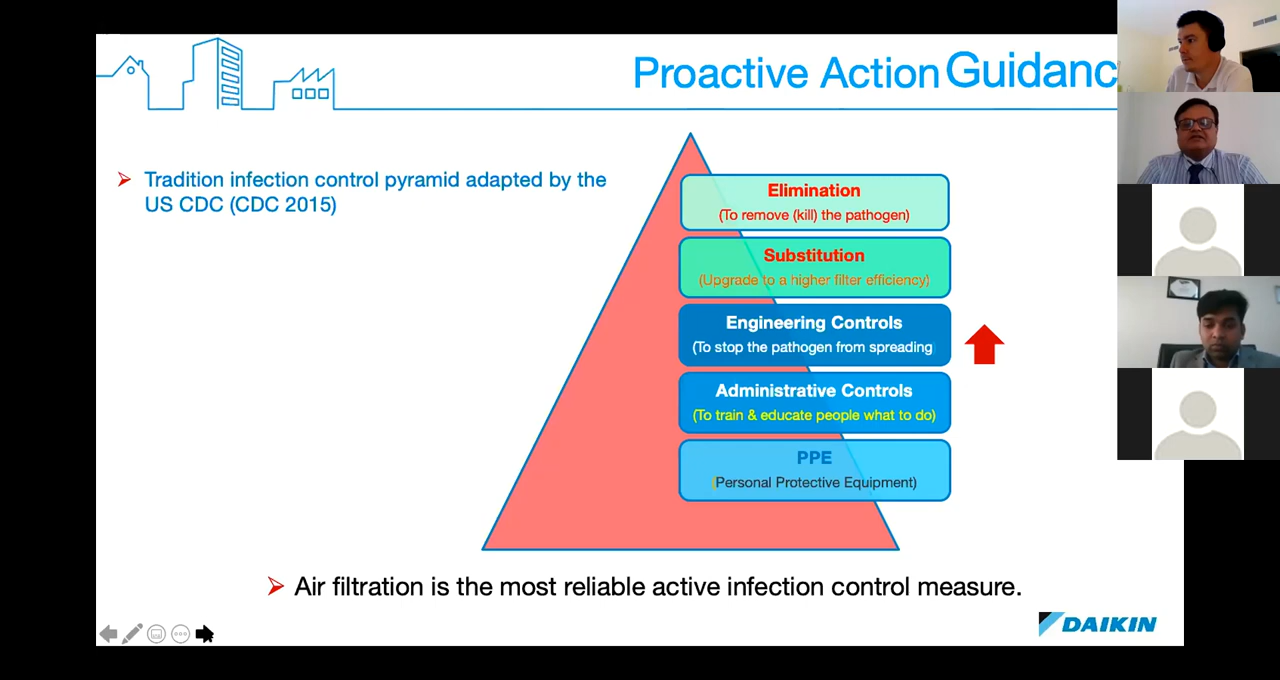 Proactive Action Guidanc
Tradition infection control pyramid adapted by the
US CDC (CDC 2015)
Elimination
(To remove (kill) the pathogen)
Substitution
(Upgrade to a higher filter efficiency)
Engineering Controls
(To stop the pathogen from spreading
Administrative Controls
(To train & educate people what to do)
PPE
(Personal Protective Equipment)
Air filtration is the most reliable active infection control measure.
DAIKIN